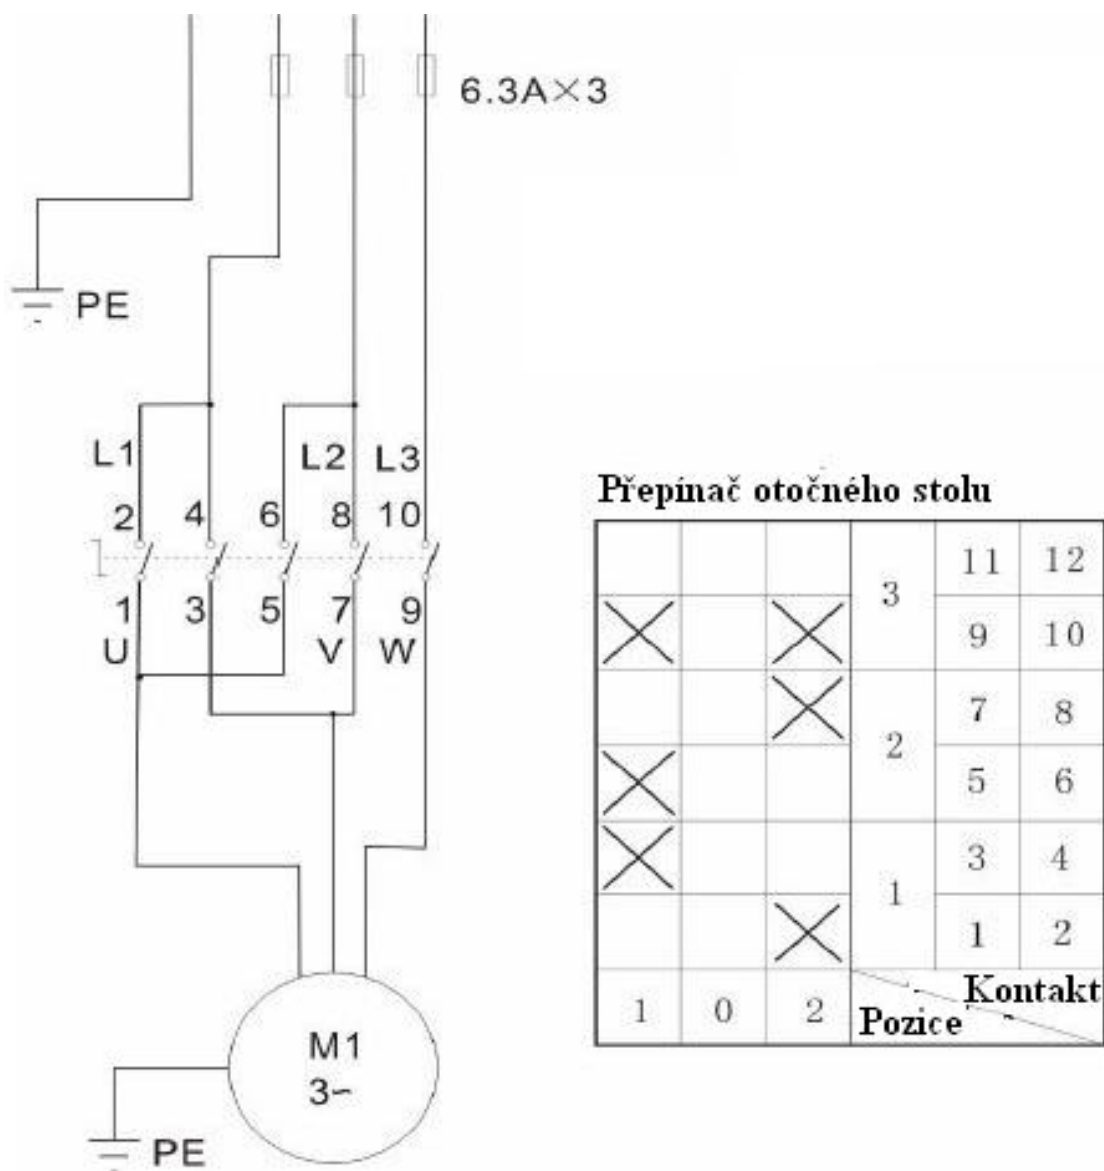 6.3A×3
PE
L1 L2 L3
2 4 6 8 10
1 3 5 7 9
U V W
M1
3~
PE
Přepínač otočného stolu
3 11 12
9 10
2 7 8
5 6
1 3 4
1 2
1 0 2 Pozice Kontakt